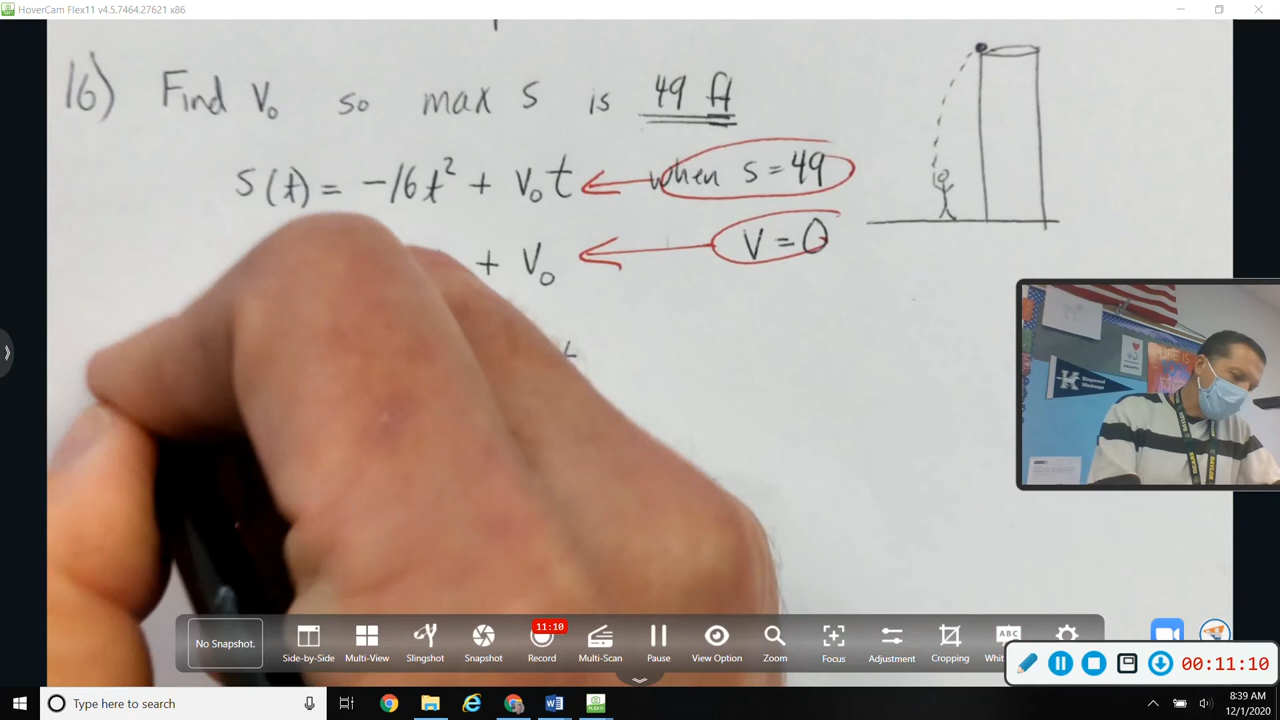 HoverCam Flex11 v4.5.7464.27621 x86
16) Find v₀ so max s is 49 ft
s(t) = -16t² + v₀t when s = 49
+ v₀ v = 0
No Snapshot.
Side-by-Side
Multi-View
Slingshot
Snapshot
11:10
Record
Multi-Scan
Pause
View Option
Zoom
Focus
Adjustment
Cropping
ABC
Whit
00:11:10
Type here to search
8:39 AM
12/1/2020